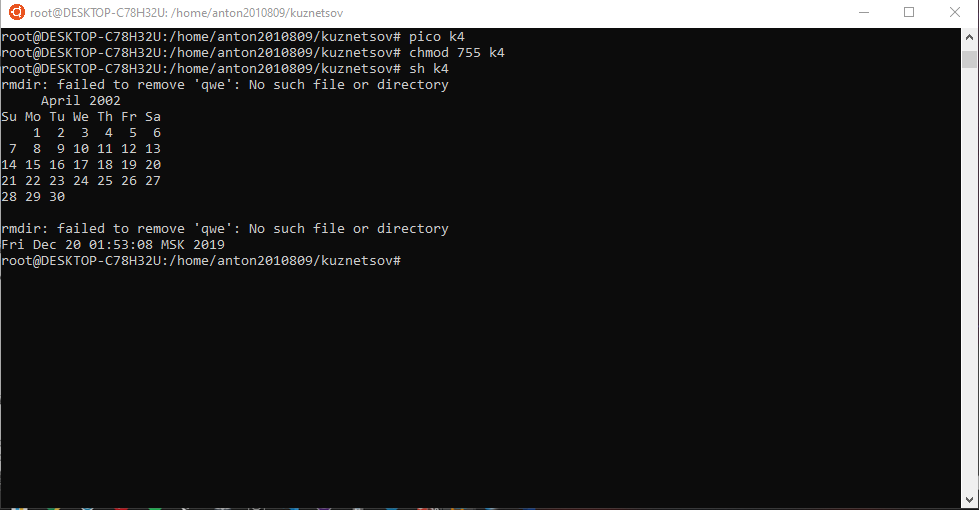 root@DESKTOP-C78H32U: /home/anton2010809/kuznetsov
root@DESKTOP-C78H32U:/home/anton2010809/kuznetsov# pico k4
root@DESKTOP-C78H32U:/home/anton2010809/kuznetsov# chmod 755 k4
root@DESKTOP-C78H32U:/home/anton2010809/kuznetsov# sh k4
rmdir: failed to remove 'qwe': No such file or directory
     April 2002
Su Mo Tu We Th Fr Sa
    1  2  3  4  5  6
 7  8  9 10 11 12 13
14 15 16 17 18 19 20
21 22 23 24 25 26 27
28 29 30
rmdir: failed to remove 'qwe': No such file or directory
Fri Dec 20 01:53:08 MSK 2019
root@DESKTOP-C78H32U:/home/anton2010809/kuznetsov#